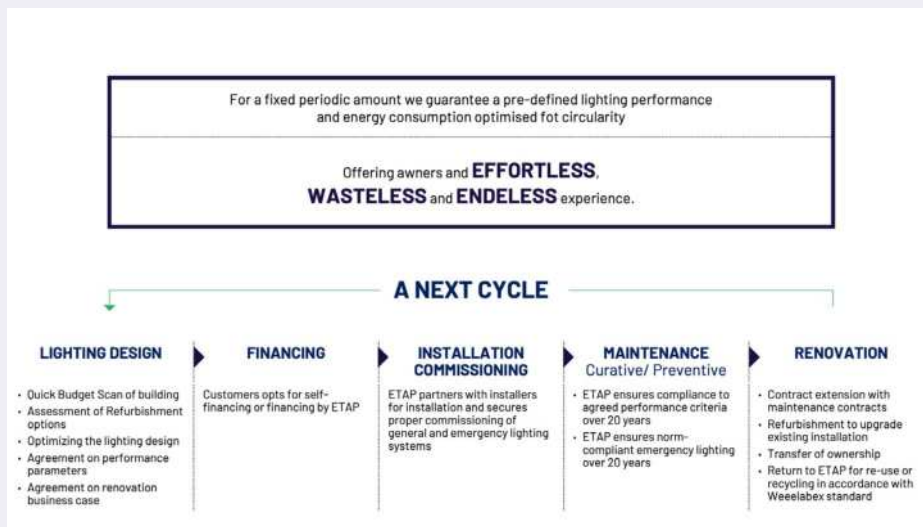 For a fixed periodic amount we guarantee a pre-defined lighting performance
and energy consumption optimised fot circularity
Offering owners and EFFORTLESS,
WASTELESS and ENDELESS experience.
A NEXT CYCLE
LIGHTING DESIGN
• Quick Budget Scan of building
• Assessment of Refurbishment
options
• Optimizing the lighting design
• Agreement on performance
parameters
• Agreement on renovation
business case
FINANCING
Customers opts for self-
financing or financing by ETAP
INSTALLATION
COMMISSIONING
ETAP partners with installers
for installation and secures
proper commissioning of
general and emergency lighting
systems
MAINTENANCE
Curative/ Preventive
• ETAP ensures compliance to
agreed performance criteria
over 20 years
• ETAP ensures norm-
compliant emergency lighting
over 20 years
RENOVATION
• Contract extension with
maintenance contracts
• Refurbishment to upgrade
existing installation
• Transfer of ownership
• Return to ETAP for re-use or
recycling in accordance with
Weeelabex standard